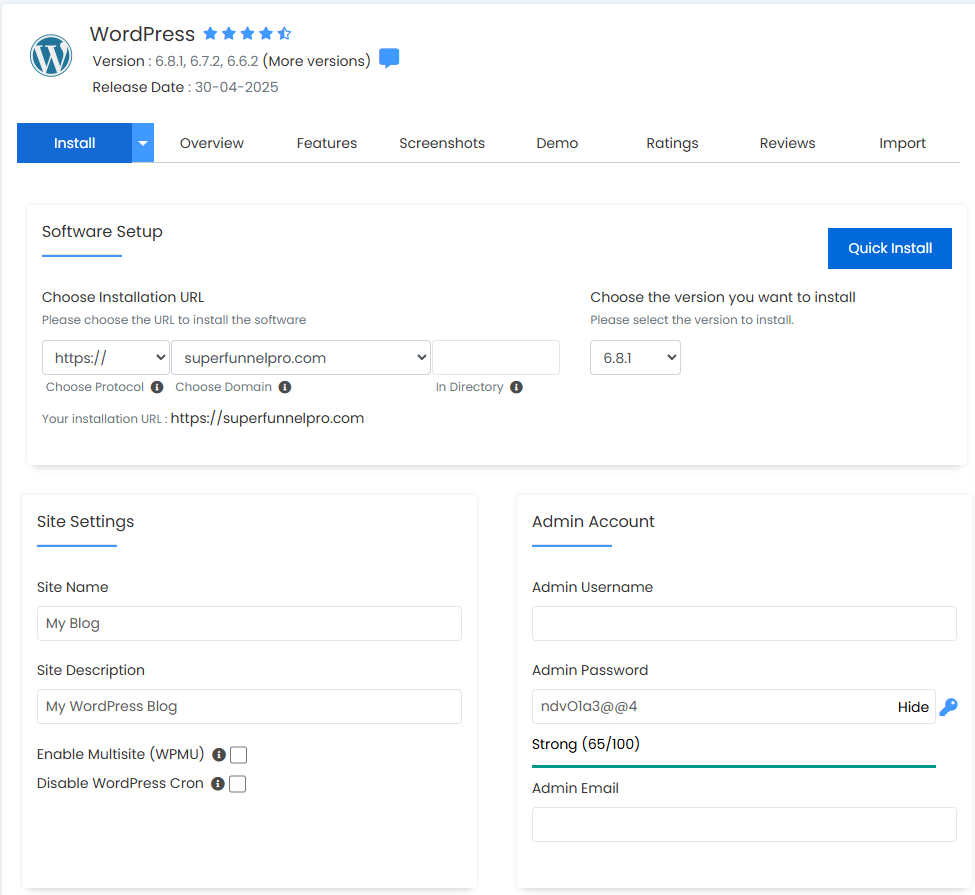 WordPress
Version : 6.8.1, 6.7.2, 6.6.2 (More versions)
Release Date : 30-04-2025
Install Overview Features Screenshots Demo Ratings Reviews Import
Software Setup
Quick Install
Choose Installation URL
Please choose the URL to install the software
https:// superfunnelpro.com
Choose Protocol Choose Domain In Directory
Your installation URL : https://superfunnelpro.com
Choose the version you want to install
Please select the version to install.
6.8.1
Site Settings
Site Name
My Blog
Site Description
My WordPress Blog
Enable Multisite (WPMU)
Disable WordPress Cron
Admin Account
Admin Username
Admin Password
ndvO1a3@@4 Hide
Strong (65/100)
Admin Email